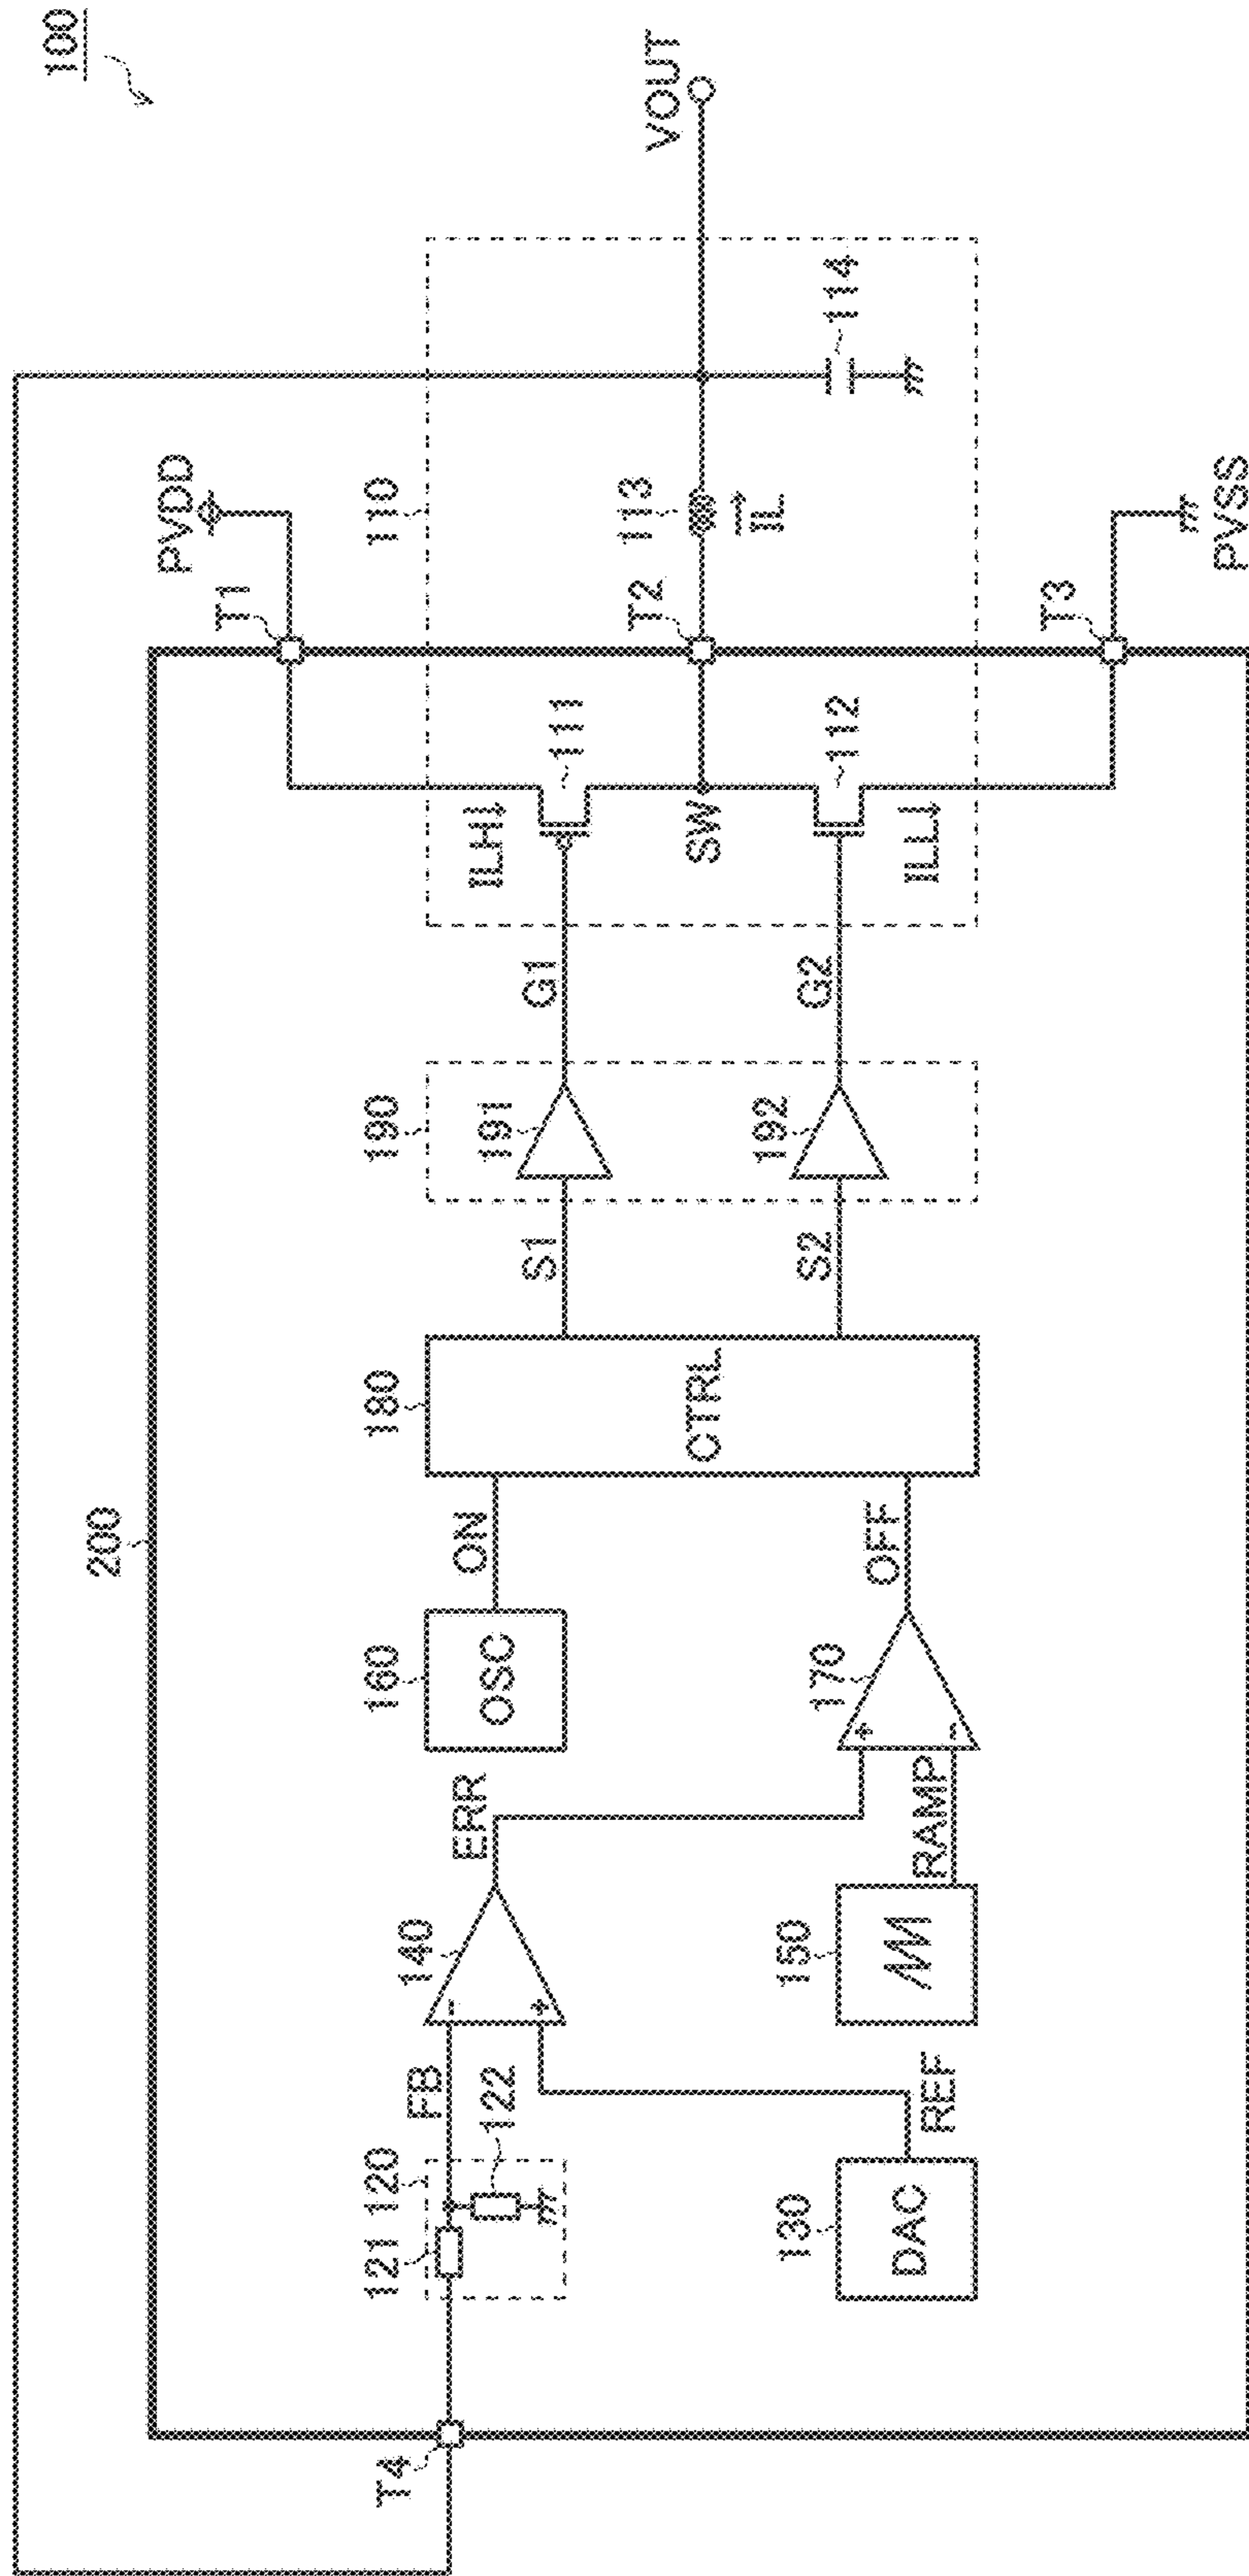 100
200
PVDD
T1
110
VOUT
T4
121
120
FB
122
140
ERR
160
OSC
ON
180
CTRL
S1
190
191
G1
ILH↓
111
SW
T2
113
IL
114
130
DAC
REF
150
RAMP
170
OFF
S2
192
G2
ILL↓
112
T3
PVSS
-
+
+
-